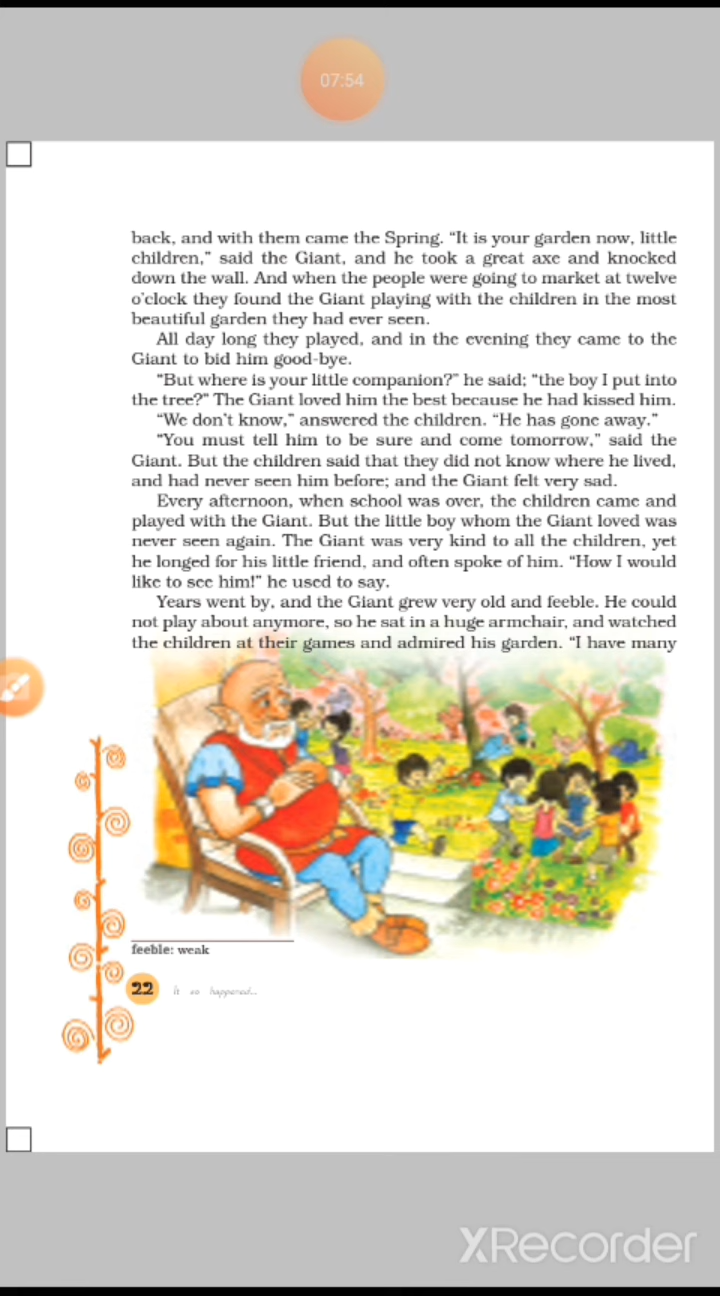 07:54
back, and with them came the Spring. “It is your garden now, little
children,” said the Giant, and he took a great axe and knocked
down the wall. And when the people were going to market at twelve
o’clock they found the Giant playing with the children in the most
beautiful garden they had ever seen.
All day long they played, and in the evening they came to the
Giant to bid him good-bye.
“But where is your little companion?” he said; “the boy I put into
the tree?” The Giant loved him the best because he had kissed him.
“We don’t know,” answered the children. “He has gone away.”
“You must tell him to be sure and come tomorrow,” said the
Giant. But the children said that they did not know where he lived,
and had never seen him before; and the Giant felt very sad.
Every afternoon, when school was over, the children came and
played with the Giant. But the little boy whom the Giant loved was
never seen again. The Giant was very kind to all the children, yet
he longed for his little friend, and often spoke of him. “How I would
like to see him!” he used to say.
Years went by, and the Giant grew very old and feeble. He could
not play about anymore, so he sat in a huge armchair, and watched
the children at their games and admired his garden. “I have many
feeble: weak
22 It so happened...
XRecorder